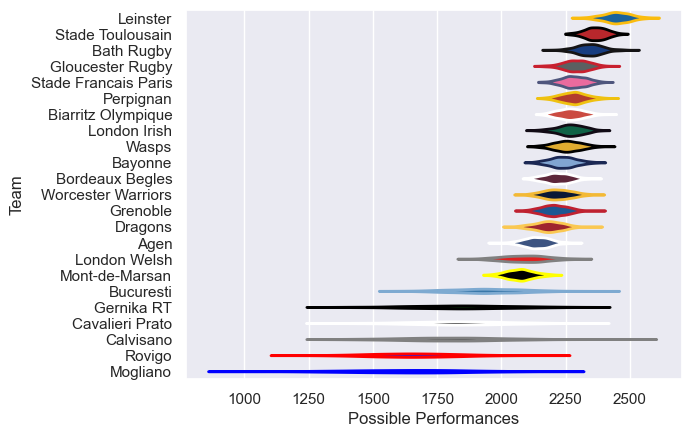 Leinster
Stade Toulousain
Bath Rugby
Gloucester Rugby
Stade Francais Paris
Perpignan
Biarritz Olympique
London Irish
Wasps
Bayonne
Bordeaux Begles
Worcester Warriors
Grenoble
Dragons
Agen
London Welsh
Mont-de-Marsan
Bucuresti
Gernika RT
Cavalieri Prato
Calvisano
Rovigo
Mogliano
Team
1000 1250 1500 1750 2000 2250 2500
Possible Performances